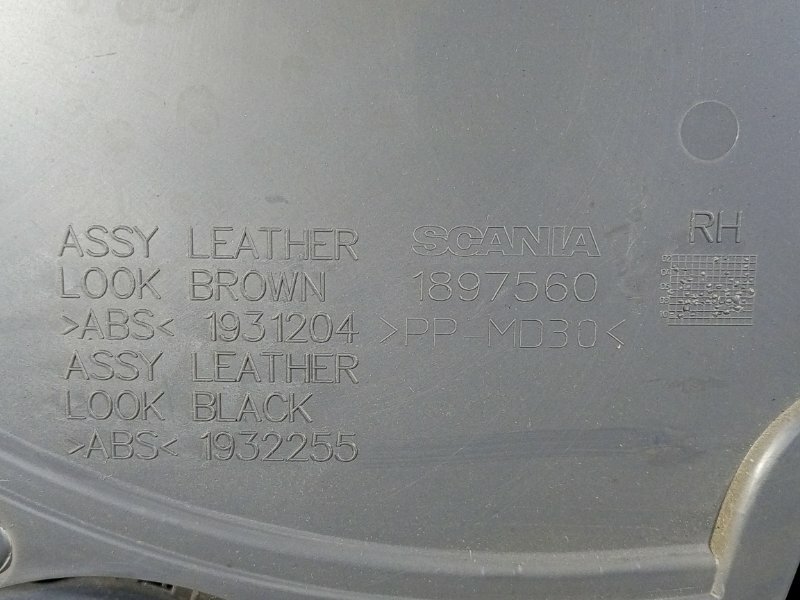 ASSY LEATHER
LOOK BROWN
>ABS< 1931204
ASSY LEATHER
LOOK BLACK
>ABS< 1932255
SCANIA
1897560
>PP-MD30<
RH